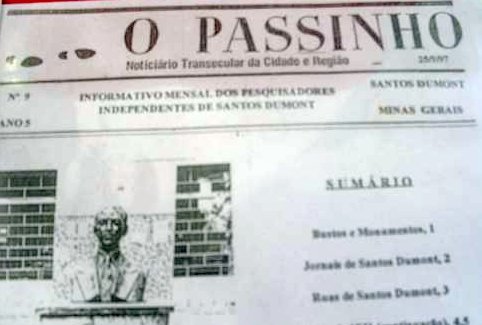 O PASSINHO
Noticiário Transecular da Cidade e Região
Nº 9
INFORMATIVO MENSAL DOS PESQUISADORES
INDEPENDENTES DE SANTOS DUMONT
SANTOS DUMONT
MINAS GERAIS
ANO 5
SUMÁRIO
Bustos e Monumentos, 1
Jornais de Santos Dumont, 2
Ruas de Santos Dumont, 3